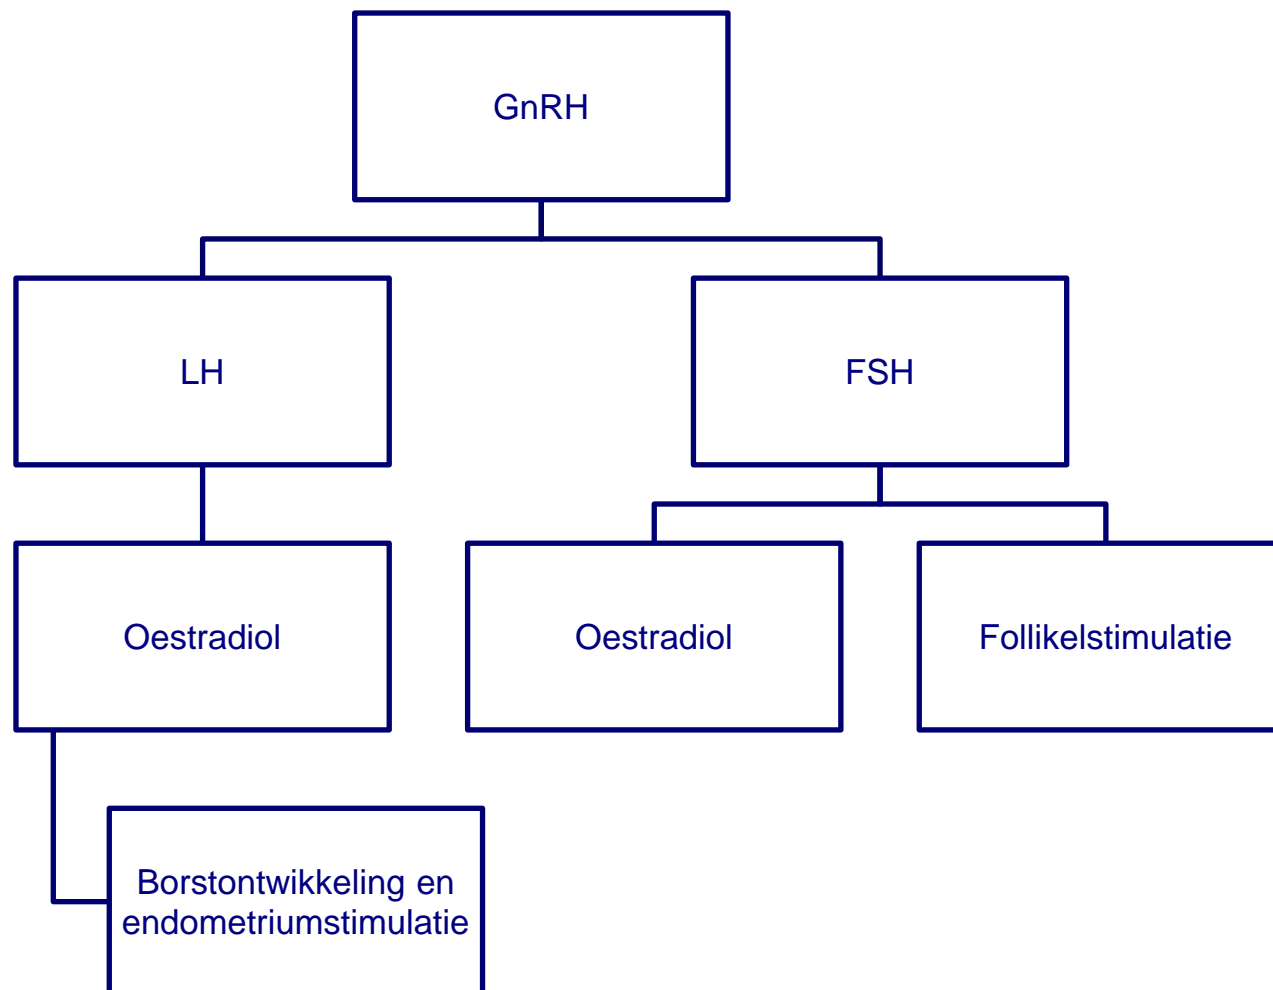 GnRH
LH
FSH
Oestradiol
Oestradiol
Follikelstimulatie
Borstontwikkeling en
endometriumstimulatie